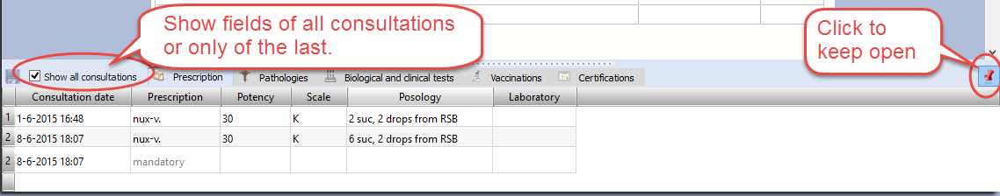 Show fields of all consultations
or only of the last.
Click to
keep open
Show all consultations Prescription Pathologies Biological and clinical tests Vaccinations Certifications
Consultation date Prescription Potency Scale Posology Laboratory
1 1-6-2015 16:48 nux-v. 30 K 2 suc, 2 drops from RSB
2 8-6-2015 18:07 nux-v. 30 K 6 suc, 2 drops from RSB
2 8-6-2015 18:07 mandatory